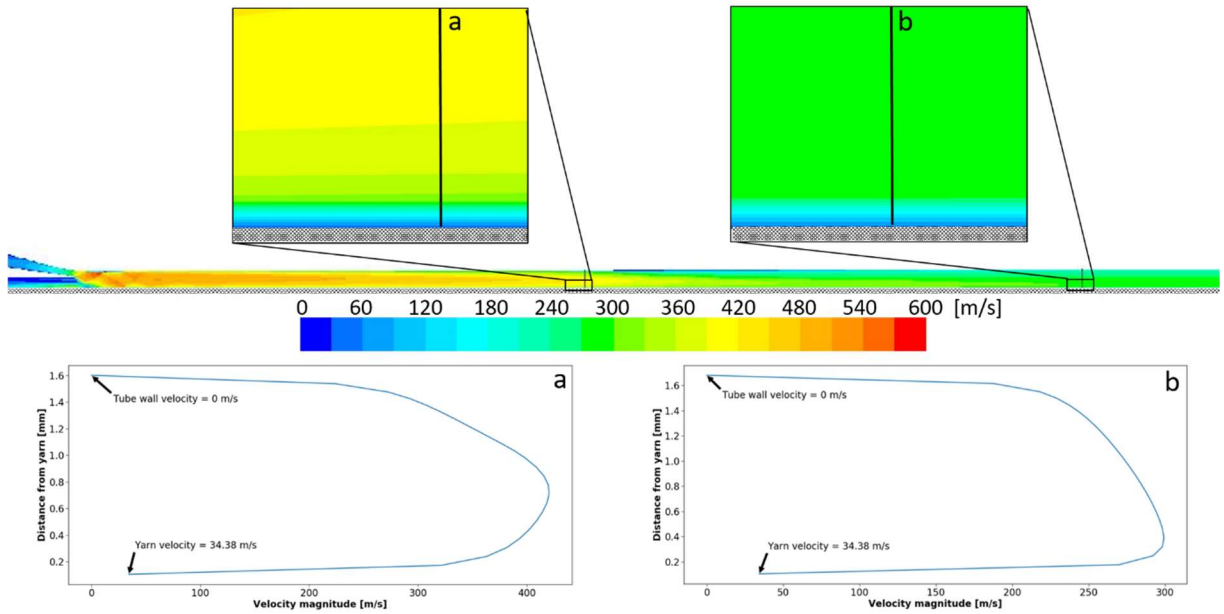 a
b
0 60 120 180 240 300 360 420 480 540 600 [m/s]
a
1.6
1.4
1.2
1.0
0.8
0.6
0.4
0.2
Distance from yarn [mm]
Tube wall velocity = 0 m/s
Yarn velocity = 34.38 m/s
0 100 200 300 400
Velocity magnitude [m/s]
b
1.6
1.4
1.2
1.0
0.8
0.6
0.4
0.2
Distance from yarn [mm]
Tube wall velocity = 0 m/s
Yarn velocity = 34.38 m/s
0 50 100 150 200 250 300
Velocity magnitude [m/s]